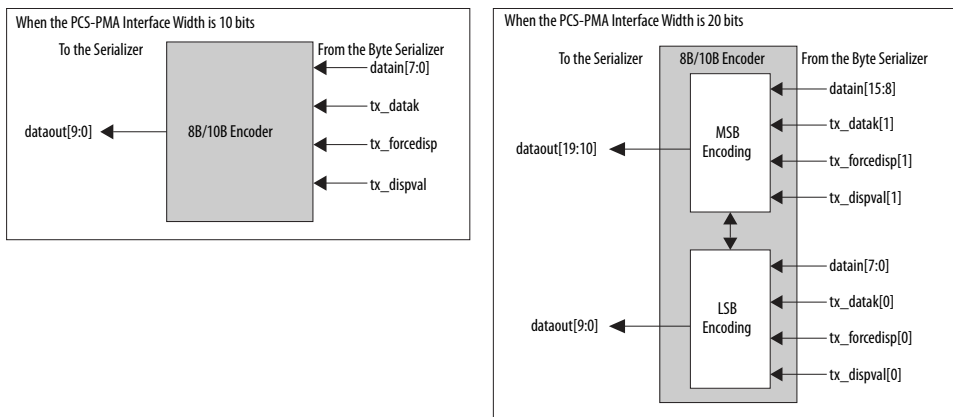 When the PCS-PMA Interface Width is 10 bits
To the Serializer
From the Byte Serializer
datain[7:0]
tx_datak
dataout[9:0]
8B/10B Encoder
tx_forcedisp
tx_dispval
When the PCS-PMA Interface Width is 20 bits
To the Serializer
8B/10B Encoder
From the Byte Serializer
datain[15:8]
tx_datak[1]
MSB
Encoding
dataout[19:10]
tx_forcedisp[1]
tx_dispval[1]
datain[7:0]
tx_datak[0]
LSB
Encoding
dataout[9:0]
tx_forcedisp[0]
tx_dispval[0]